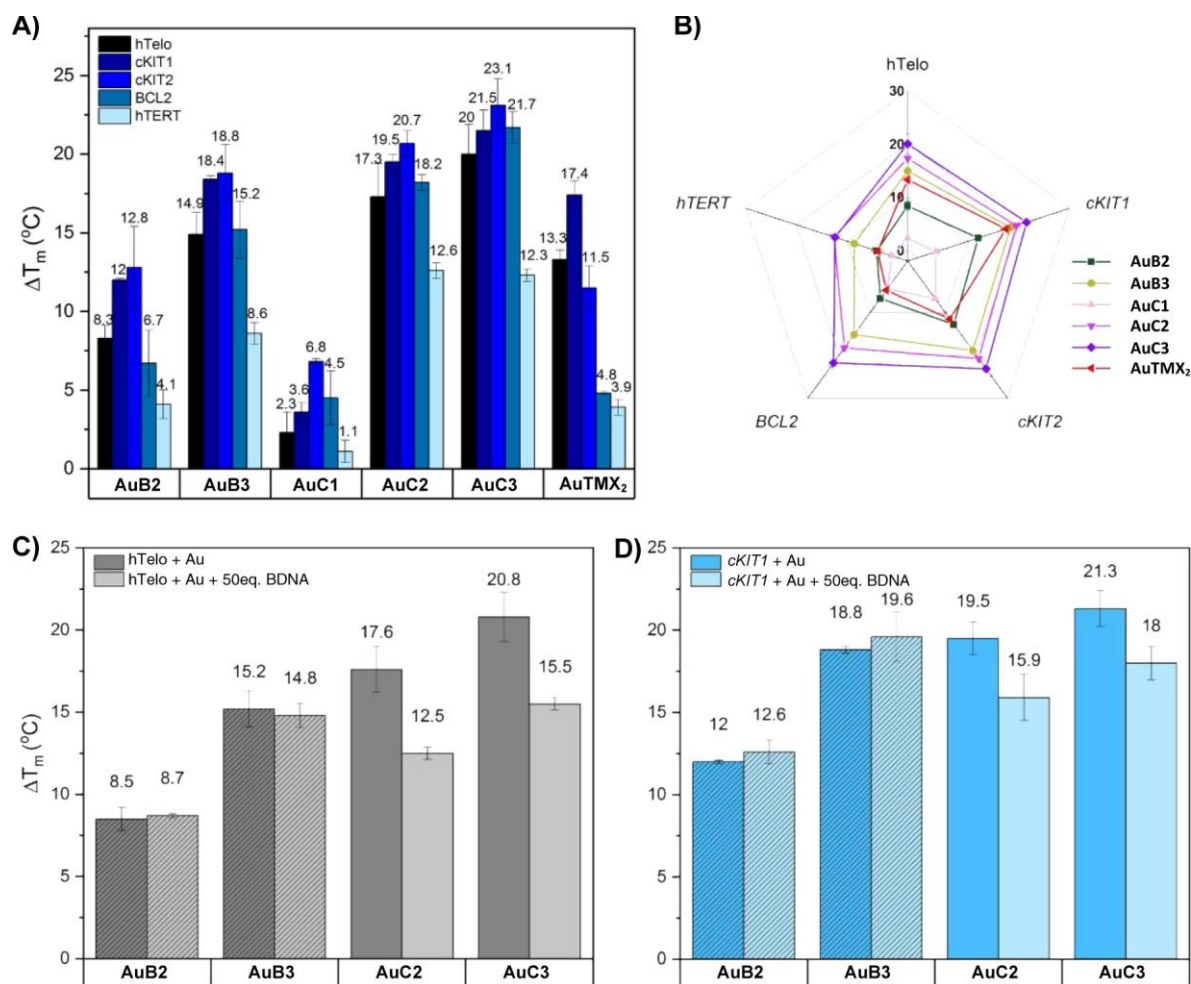 A)
hTelo
cKIT1
cKIT2
BCL2
hTERT
ΔTm (ºC)
25
20
15
10
5
0
8.3
12
12.8
6.7
4.1
14.9
18.4
18.8
15.2
8.6
2.3
3.6
6.8
4.5
1.1
17.3
19.5
20.7
18.2
12.6
20
21.5
23.1
21.7
12.3
13.3
17.4
11.5
4.8
3.9
AuB2 AuB3 AuC1 AuC2 AuC3 AuTMX₂
B)
hTelo
30
20
10
0
hTERT
cKIT1
BCL2
cKIT2
AuB2
AuB3
AuC1
AuC2
AuC3
AuTMX₂
C)
hTelo + Au
hTelo + Au + 50eq. BDNA
ΔTm (ºC)
25
20
15
10
5
0
8.5
8.7
15.2
14.8
17.6
12.5
20.8
15.5
AuB2 AuB3 AuC2 AuC3
D)
cKIT1 + Au
cKIT1 + Au + 50eq. BDNA
25
20
15
10
5
0
12
12.6
18.8
19.6
19.5
15.9
21.3
18
AuB2 AuB3 AuC2 AuC3